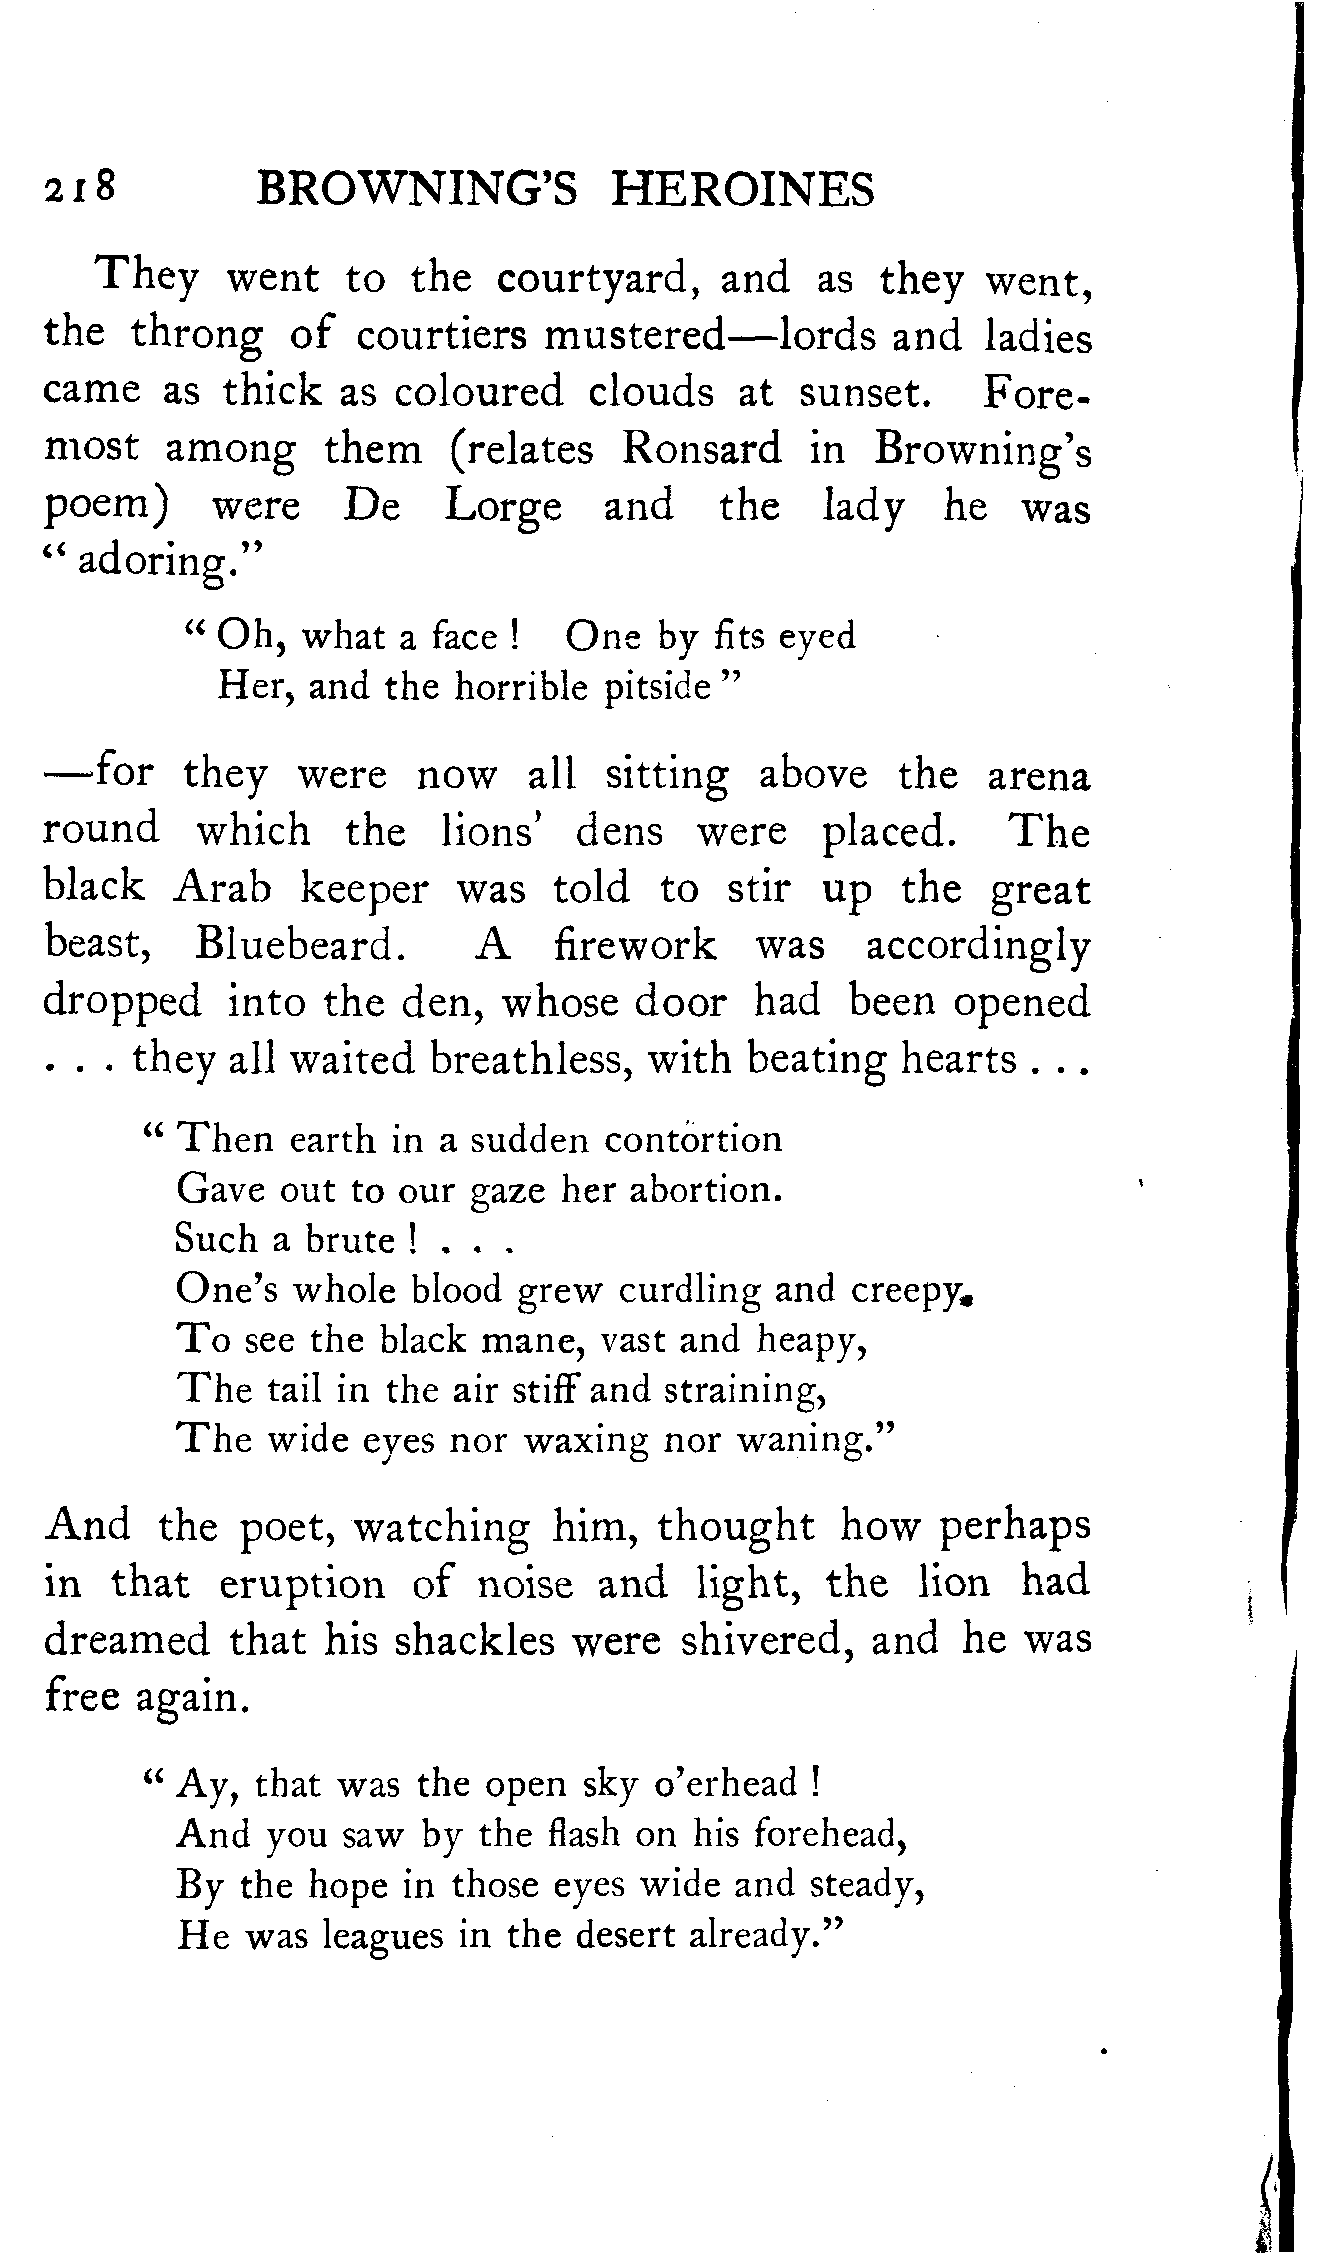 218 BROWNING'S HEROINES
They went to the courtyard, and as they went,
the throng of courtiers mustered—lords and ladies
came as thick as coloured clouds at sunset. Fore-
most among them (relates Ronsard in Browning's
poem) were De Lorge and the lady he was
“ adoring.”
“ Oh, what a face ! One by fits eyed
Her, and the horrible pitside ”
—for they were now all sitting above the arena
round which the lions' dens were placed. The
black Arab keeper was told to stir up the great
beast, Bluebeard. A firework was accordingly
dropped into the den, whose door had been opened
. . . they all waited breathless, with beating hearts . . .
“ Then earth in a sudden contortion
Gave out to our gaze her abortion.
Such a brute ! . . .
One's whole blood grew curdling and creepy.
To see the black mane, vast and heapy,
The tail in the air stiff and straining,
The wide eyes nor waxing nor waning.”
And the poet, watching him, thought how perhaps
in that eruption of noise and light, the lion had
dreamed that his shackles were shivered, and he was
free again.
“ Ay, that was the open sky o'erhead !
And you saw by the flash on his forehead,
By the hope in those eyes wide and steady,
He was leagues in the desert already.”